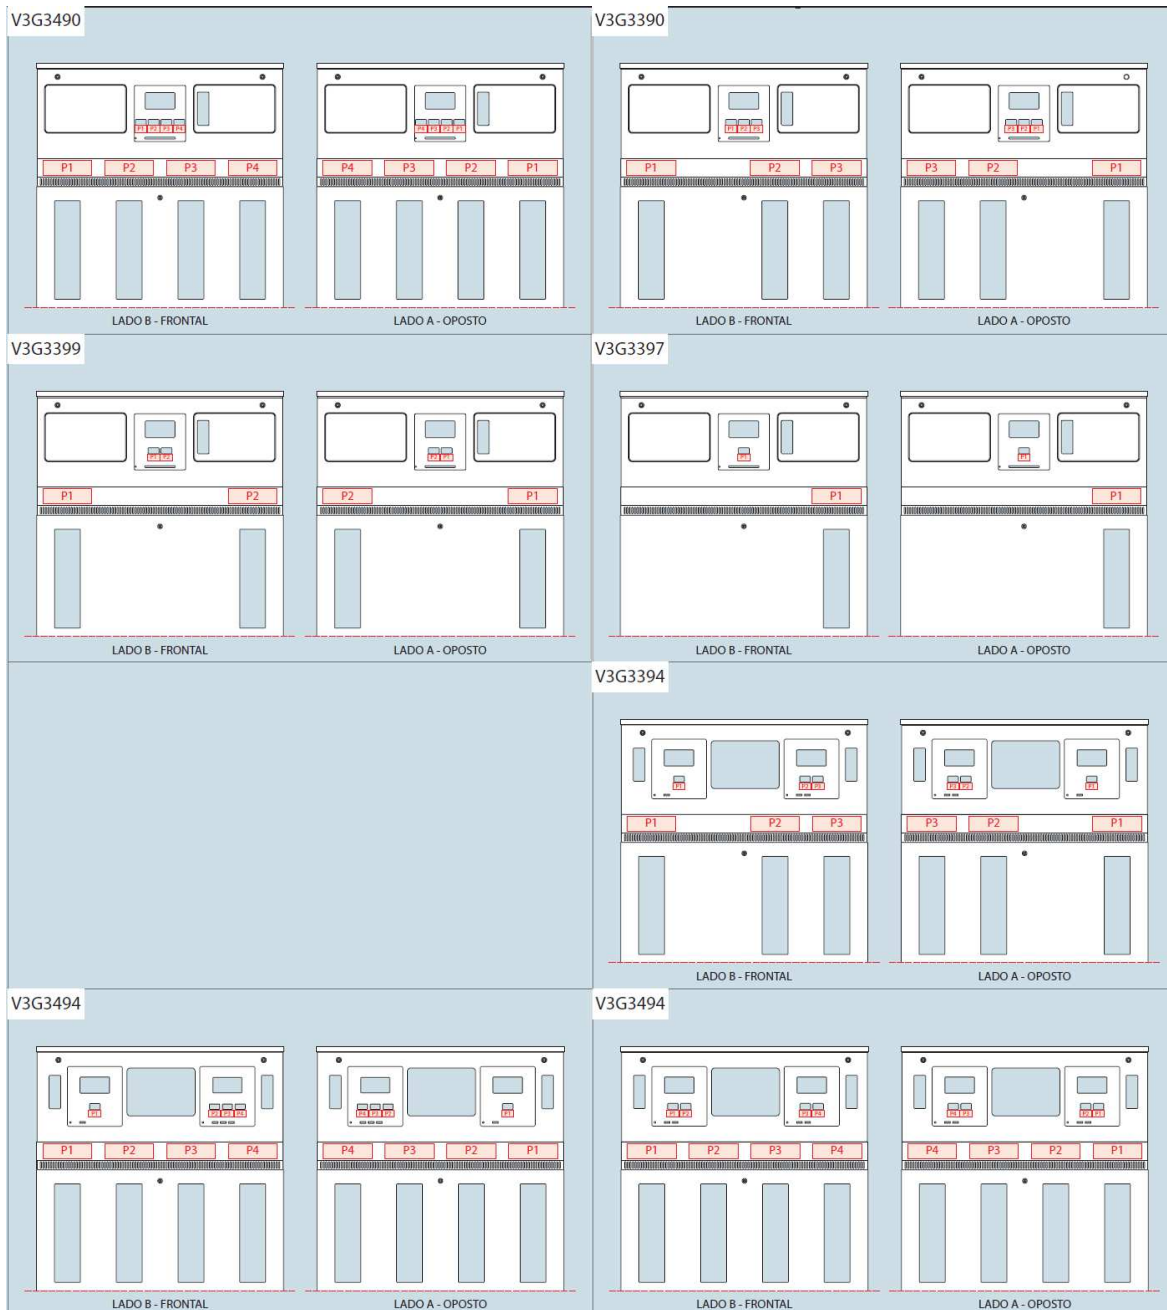 V3G3490
P1 P2 P3 P4
P1 P2 P3 P4
LADO B - FRONTAL
P4 P3 P2 P1
P4 P3 P2 P1
LADO A - OPOSTO
V3G3390
P1 P2 P3
P1 P2 P3
LADO B - FRONTAL
P3 P2 P1
P3 P2 P1
LADO A - OPOSTO
V3G3399
P1 P2
P1 P2
LADO B - FRONTAL
P2 P1
P2 P1
LADO A - OPOSTO
V3G3397
P1
P1
LADO B - FRONTAL
P1
P1
LADO A - OPOSTO
V3G3394
P1 P2 P3
P1 P2 P3
LADO B - FRONTAL
P3 P2 P1
P3 P2 P1
LADO A - OPOSTO
V3G3494
P1 P2 P3 P4
P1 P2 P3 P4
LADO B - FRONTAL
P4 P3 P2 P1
P4 P3 P2 P1
LADO A - OPOSTO
V3G3494
P1 P2 P3 P4
P1 P2 P3 P4
LADO B - FRONTAL
P4 P3 P2 P1
P4 P3 P2 P1
LADO A - OPOSTO